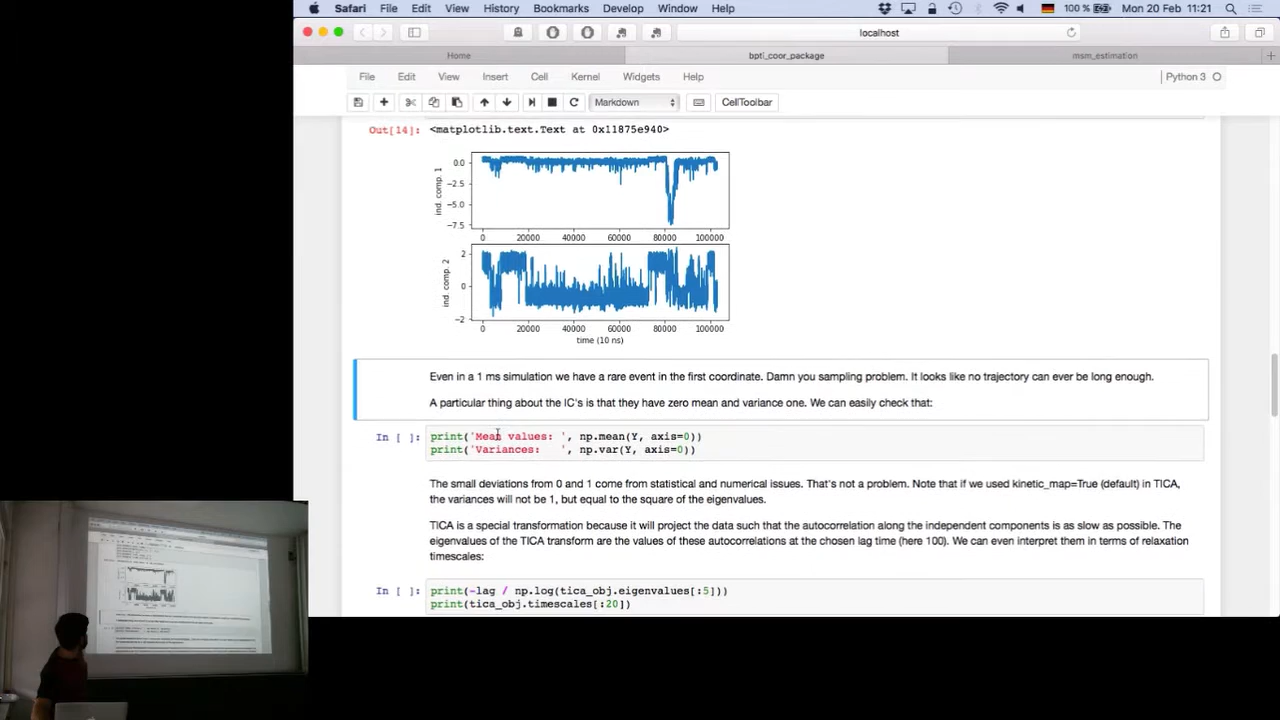 Safari File Edit View History Bookmarks Develop Window Help 100 % Mon 20 Feb 11:21
localhost
Home bpti_coor_package msm_estimation
File Edit View Insert Cell Kernel Widgets Help Python 3
Markdown CellToolbar
Out[14]: <matplotlib.text.Text at 0x11875e940>
0.0
−2.5
−5.0
−7.5
ind. comp. 1
0 20000 40000 60000 80000 100000
2
0
−2
ind. comp. 2
0 20000 40000 60000 80000 100000
time (10 ns)
Even in a 1 ms simulation we have a rare event in the first coordinate. Damn you sampling problem. It looks like no trajectory can ever be long enough.
A particular thing about the IC's is that they have zero mean and variance one. We can easily check that:
In [ ]: print('Mean values: ', np.mean(Y, axis=0))
print('Variances:   ', np.var(Y, axis=0))
The small deviations from 0 and 1 come from statistical and numerical issues. That's not a problem. Note that if we used kinetic_map=True (default) in TICA,
the variances will not be 1, but equal to the square of the eigenvalues.
TICA is a special transformation because it will project the data such that the autocorrelation along the independent components is as slow as possible. The
eigenvalues of the TICA transform are the values of these autocorrelations at the chosen lag time (here 100). We can even interpret them in terms of relaxation
timescales:
In [ ]: print(-lag / np.log(tica_obj.eigenvalues[:5]))
print(tica_obj.timescales[:20])